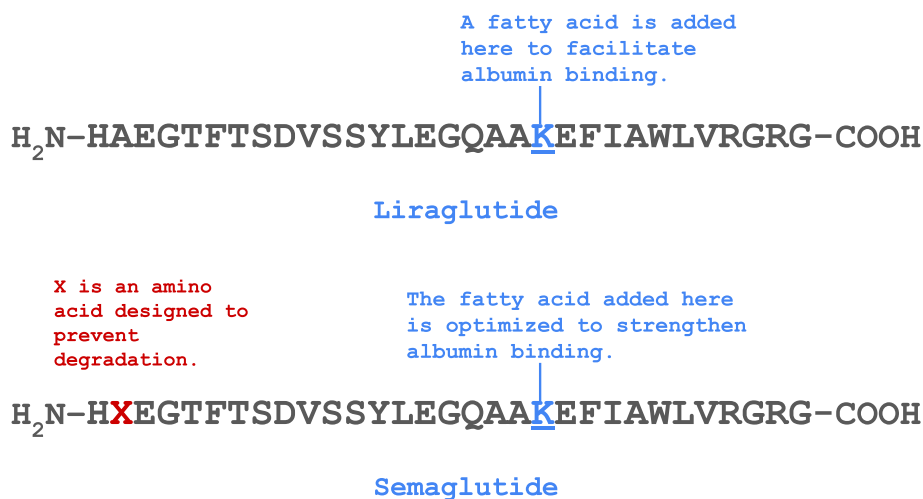 A fatty acid is added
here to facilitate
albumin binding.
H₂N–HAEGTFTSDVSSYLEGQAAKEFIAWLVRGRG–COOH
Liraglutide
X is an amino
acid designed to
prevent
degradation.
The fatty acid added here
is optimized to strengthen
albumin binding.
H₂N–HXEGTFTSDVSSYLEGQAAKEFIAWLVRGRG–COOH
Semaglutide